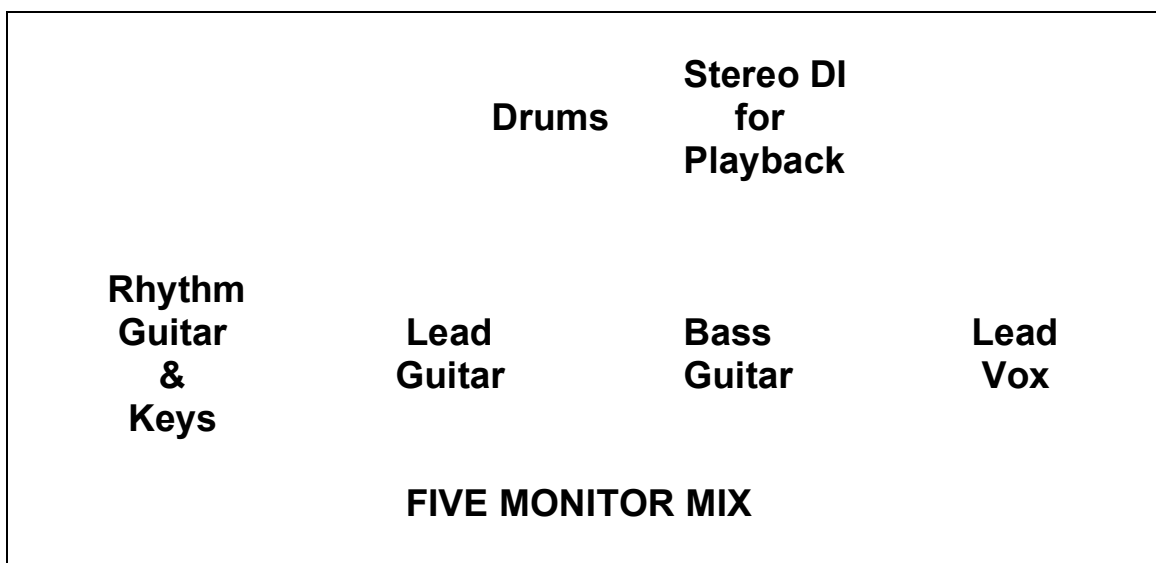 Drums
Stereo DI
for
Playback
Rhythm
Guitar
&
Keys
Lead
Guitar
Bass
Guitar
Lead
Vox
FIVE MONITOR MIX